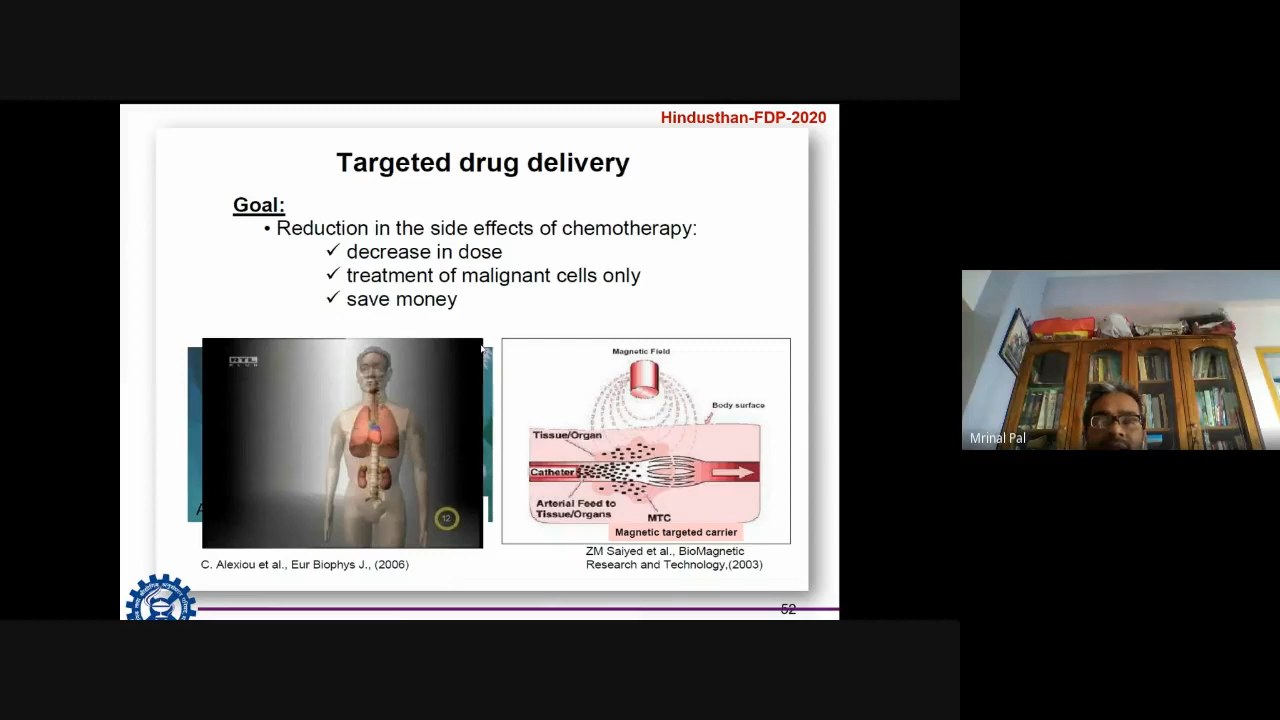 Hindusthan-FDP-2020
Targeted drug delivery
Goal:
• Reduction in the side effects of chemotherapy:
✓ decrease in dose
✓ treatment of malignant cells only
✓ save money
RTL
KLUB
12
A
Magnetic Field
Body surface
Tissue/Organ
Catheter
Arterial Feed to
Tissue/Organs
MTC
Magnetic targeted carrier
C. Alexiou et al., Eur Biophys J., (2006)
ZM Saiyed et al., BioMagnetic
Research and Technology,(2003)
52
Mrinal Pal